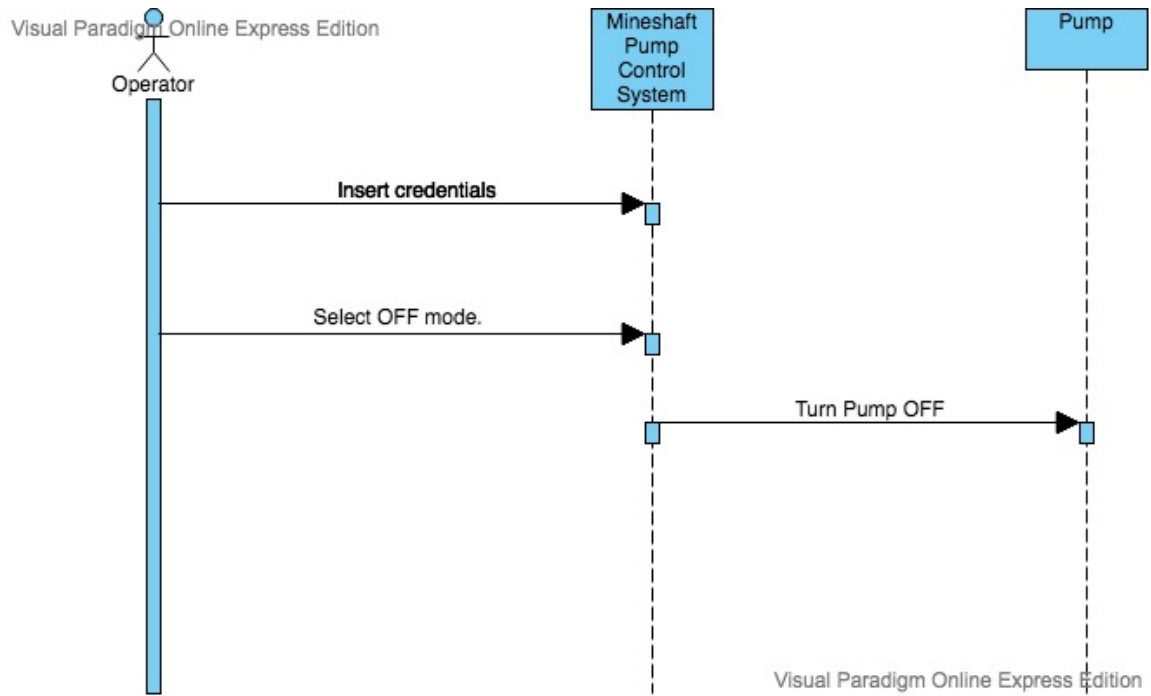 Visual Paradigm Online Express Edition
Operator
Mineshaft
Pump
Control
System
Pump
Insert credentials
Select OFF mode.
Turn Pump OFF
Visual Paradigm Online Express Edition